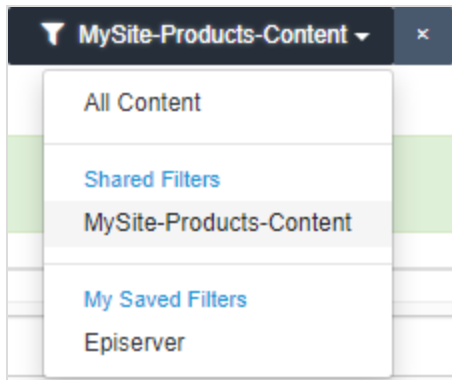 MySite-Products-Content
×
All Content
Shared Filters
MySite-Products-Content
My Saved Filters
Episerver